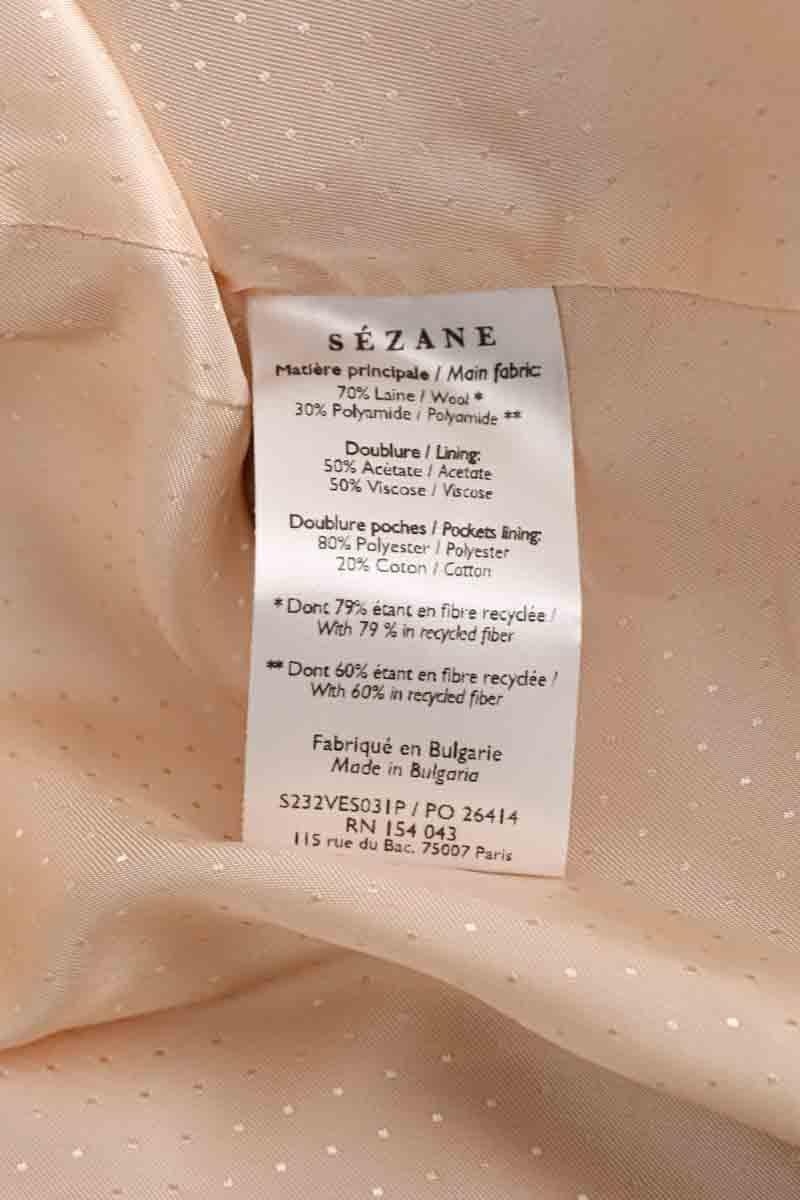 SÉZANE
Matière principale / Main fabric:
70% Laine / Wool *
30% Polyamide / Polyamide **
Doublure / Lining:
50% Acétate / Acetate
50% Viscose / Viscose
Doublure poches / Pockets lining:
80% Polyester / Polyester
20% Coton / Cotton
* Dont 79% étant en fibre recyclée /
With 79 % in recycled fiber
** Dont 60% étant en fibre recyclée /
With 60% in recycled fiber
Fabriqué en Bulgarie
Made in Bulgaria
S232VES031P / PO 26414
RN 154 043
115 rue du Bac. 75007 Paris